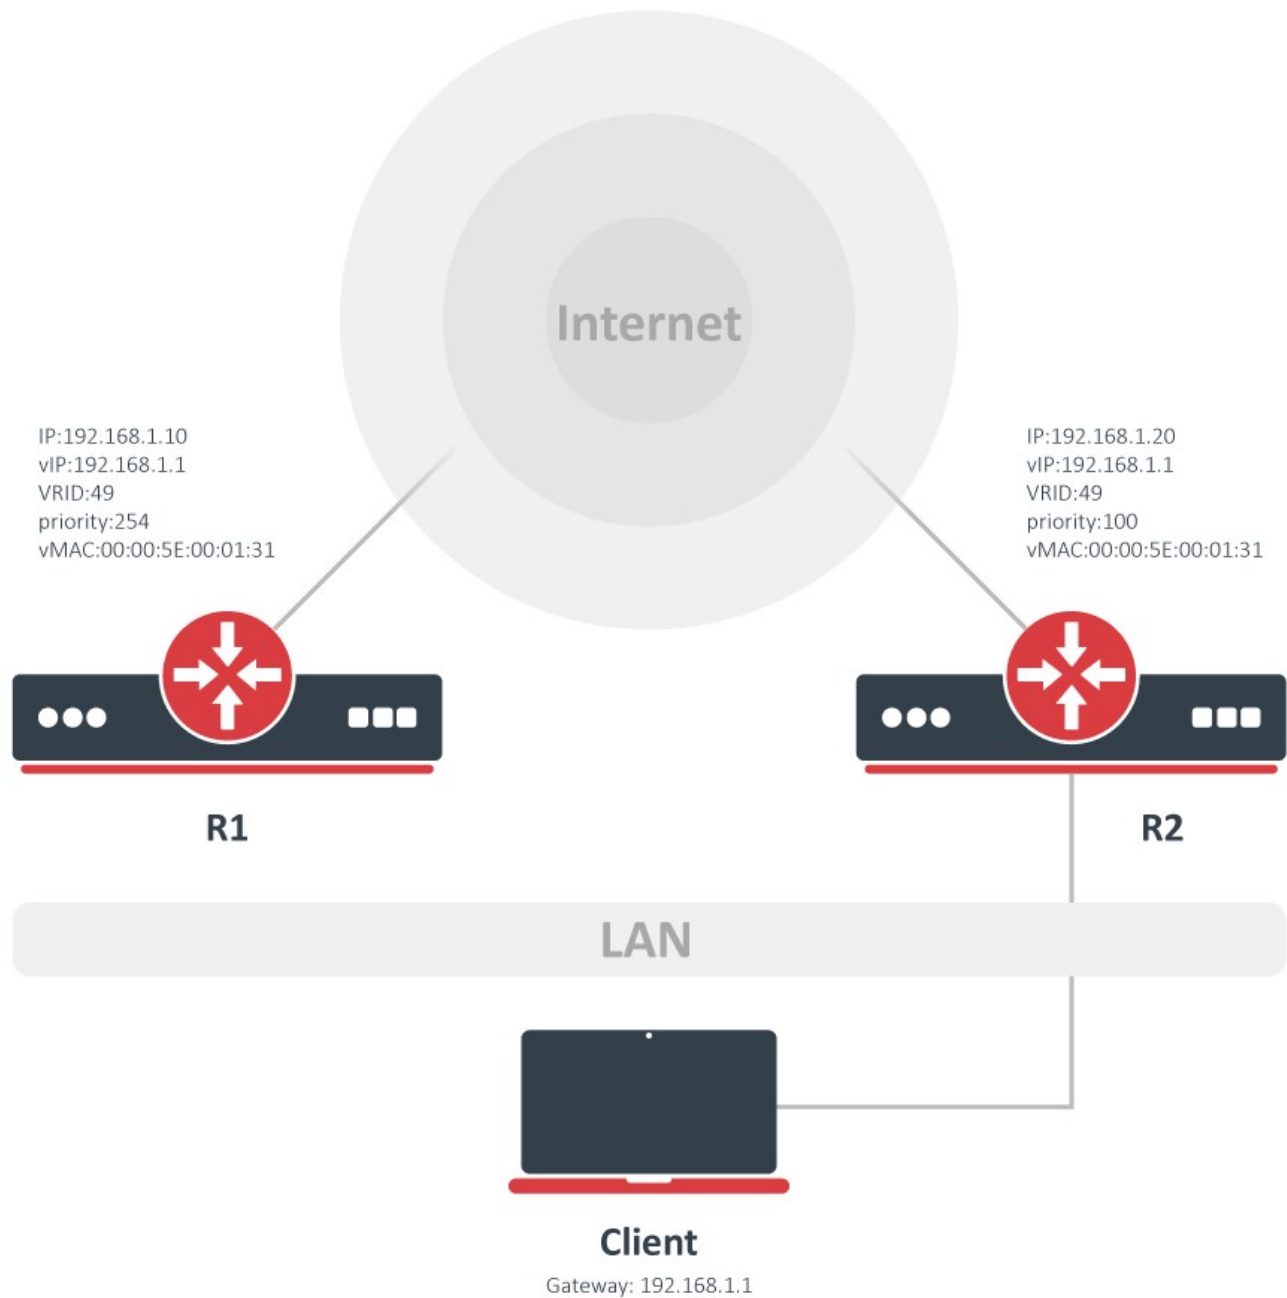 Internet
IP:192.168.1.10
vIP:192.168.1.1
VRID:49
priority:254
vMAC:00:00:5E:00:01:31
IP:192.168.1.20
vIP:192.168.1.1
VRID:49
priority:100
vMAC:00:00:5E:00:01:31
R1
R2
LAN
Client
Gateway: 192.168.1.1